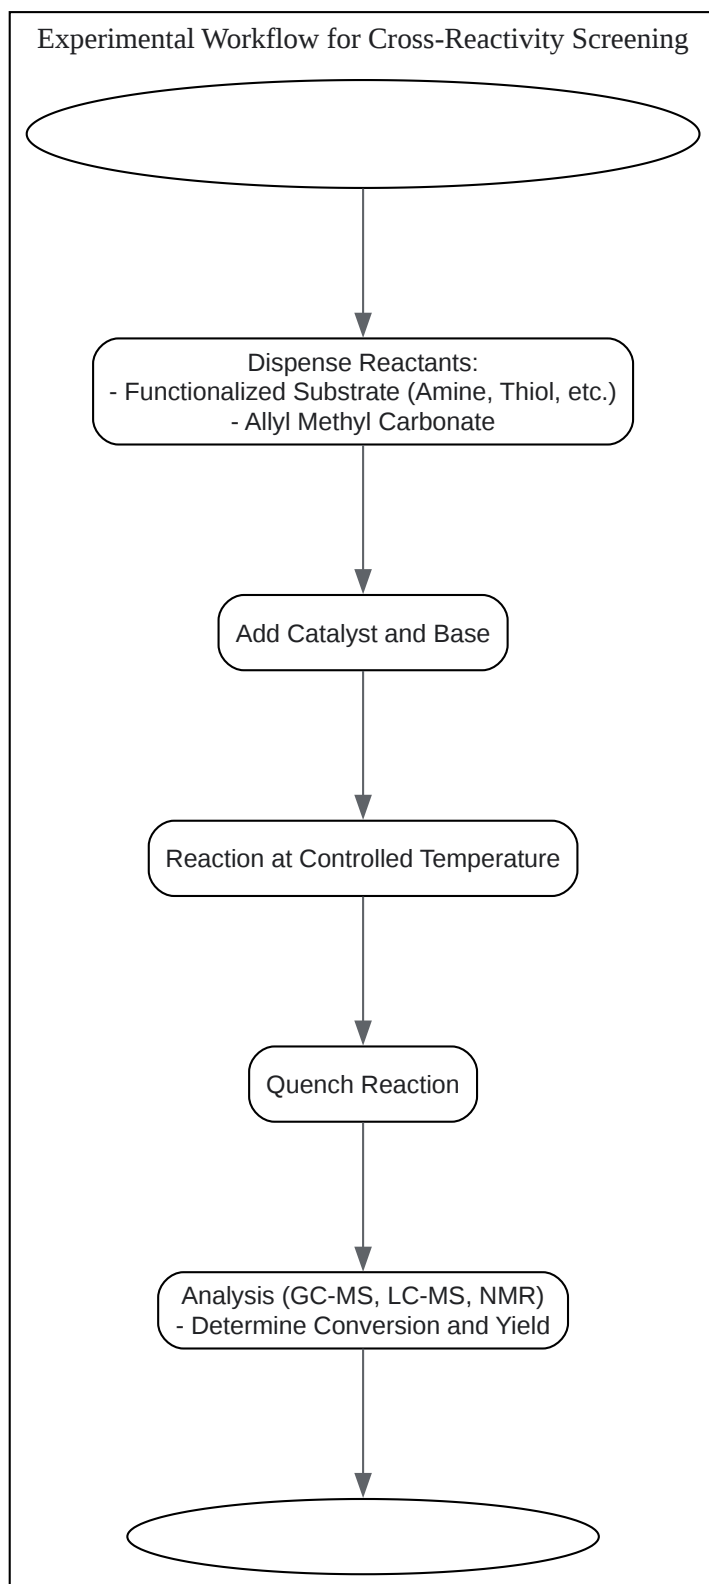 Experimental Workflow for Cross-Reactivity Screening
Dispense Reactants:
- Functionalized Substrate (Amine, Thiol, etc.)
- Allyl Methyl Carbonate
Add Catalyst and Base
Reaction at Controlled Temperature
Quench Reaction
Analysis (GC-MS, LC-MS, NMR)
- Determine Conversion and Yield